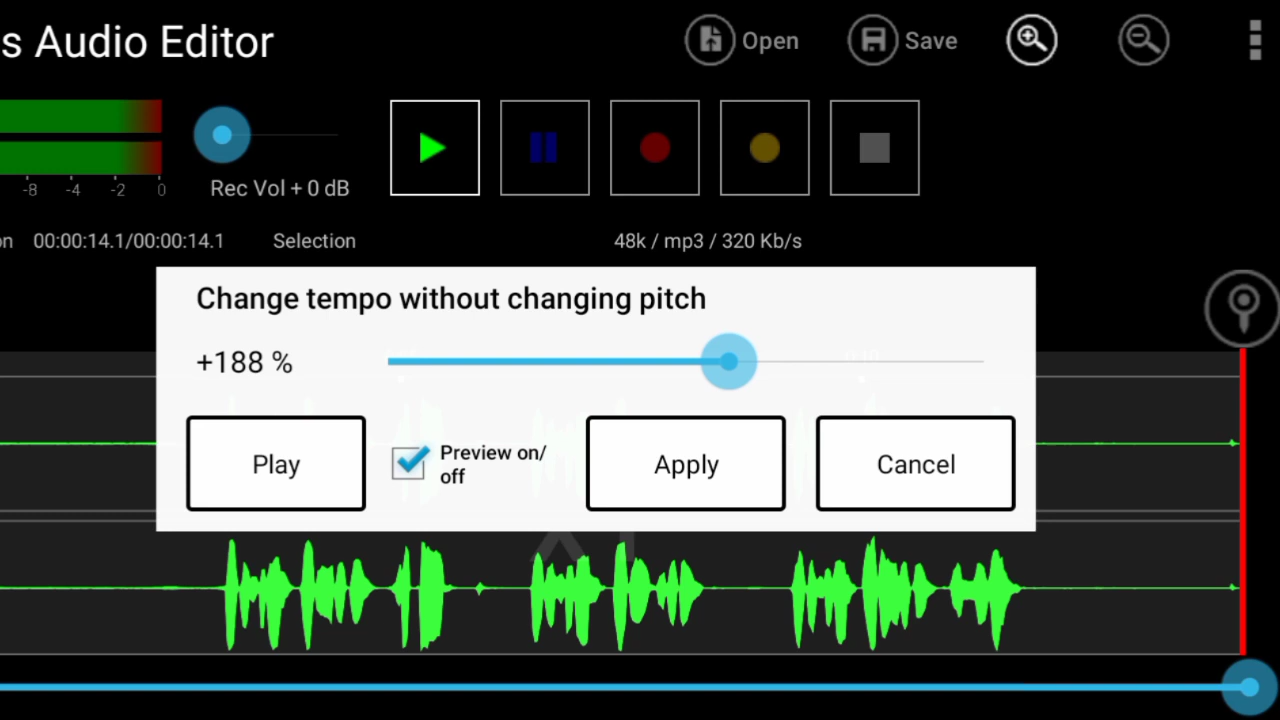 s Audio Editor
Open
Save
-8 -4 -2 0
Rec Vol + 0 dB
on 00:00:14.1/00:00:14.1 Selection 48k / mp3 / 320 Kb/s
Change tempo without changing pitch
+188 %
Play
Preview on/
off
Apply
Cancel